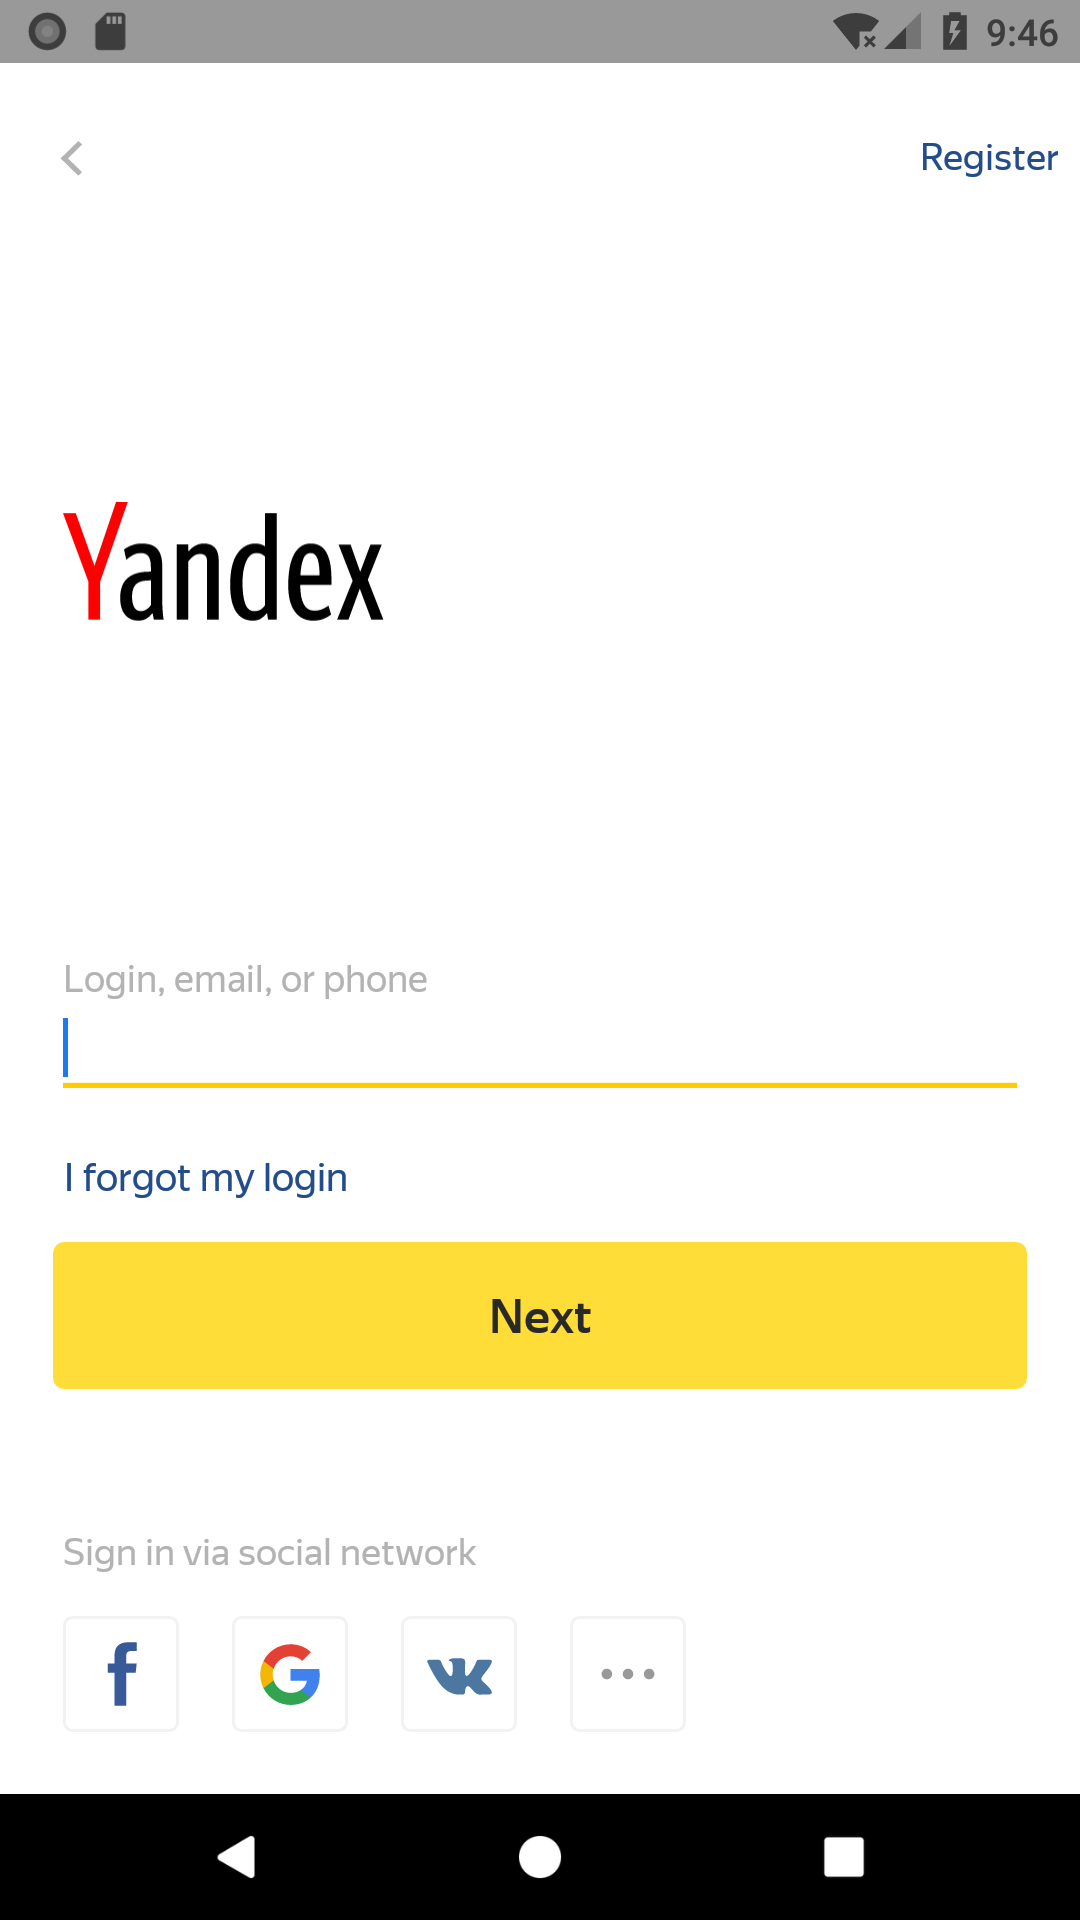 9:46
Register
Yandex
Login, email, or phone
I forgot my login
Next
Sign in via social network